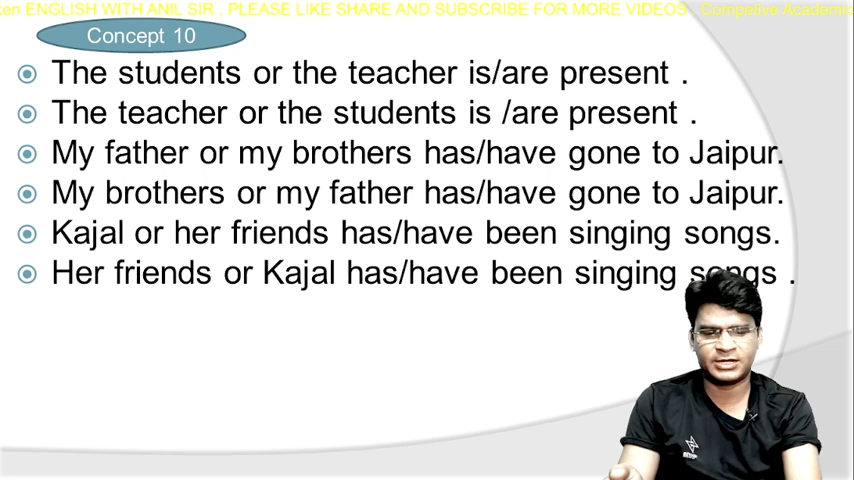 ken ENGLISH WITH ANIL SIR . PLEASE LIKE SHARE AND SUBSCRIBE FOR MORE VIDEOS . Competive Academic
Concept 10
The students or the teacher is/are present .
The teacher or the students is /are present .
My father or my brothers has/have gone to Jaipur.
My brothers or my father has/have gone to Jaipur.
Kajal or her friends has/have been singing songs.
Her friends or Kajal has/have been singing songs .